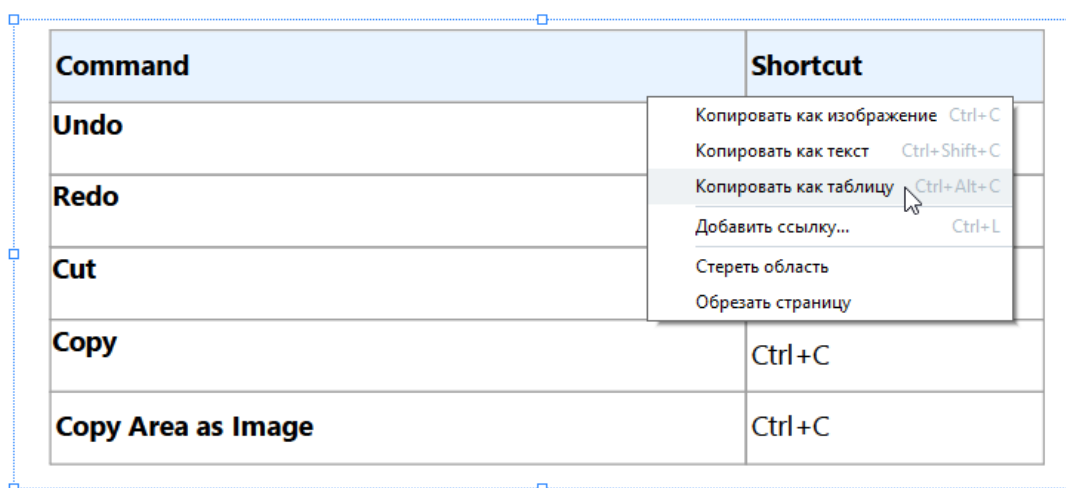 Command Shortcut
Undo
Копировать как изображение Ctrl+C
Копировать как текст Ctrl+Shift+C
Redo
Копировать как таблицу Ctrl+Alt+C
Добавить ссылку... Ctrl+L
Cut
Стереть область
Обрезать страницу
Copy Ctrl+C
Copy Area as Image Ctrl+C